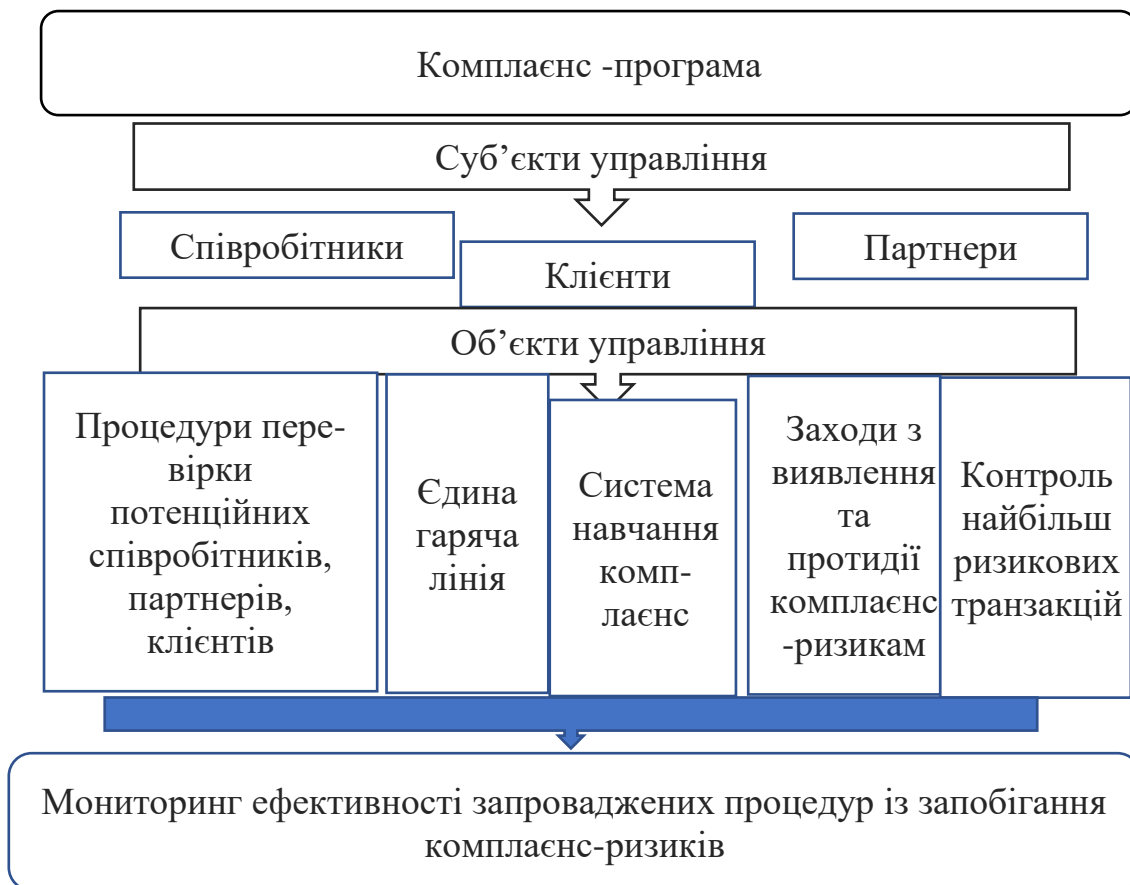 Комплаєнс -програма
Суб’єкти управління
Співробітники
Клієнти
Партнери
Об’єкти управління
Процедури пере-
вірки
потенційних
співробітників,
партнерів,
клієнтів
Єдина
гаряча
лінія
Система
навчання
комп-
лаєнс
Заходи з
виявлення
та
протидії
комплаєнс
-ризикам
Контроль
найбільш
ризикових
транзакцій
Мониторинг ефективності запроваджених процедур із запобігання
комплаєнс-ризиків